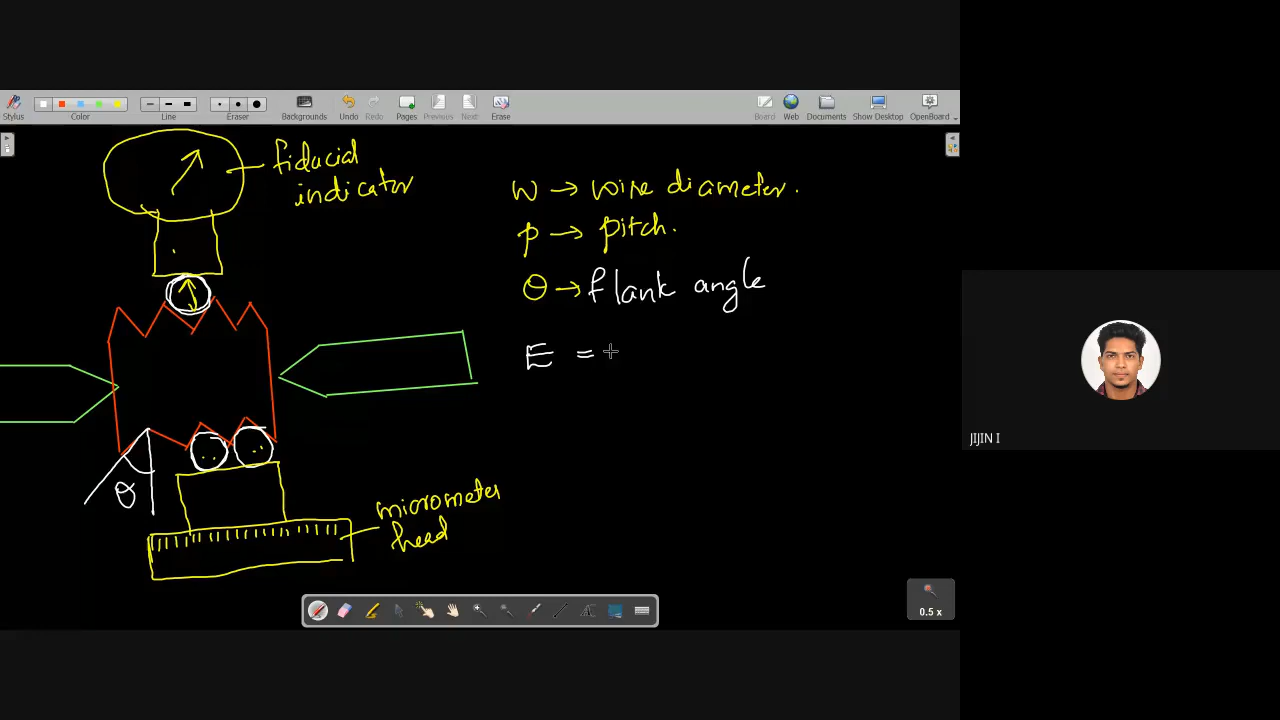 Stylus
Color
Line
Eraser
Backgrounds
Undo
Redo
Pages
Previous
Next
Erase
Board
Web
Documents
Show Desktop
OpenBoard
fiducial
indicator
w → wire diameter.
p → pitch.
θ → flank angle
E =
θ
micrometer
head
JIJIN I
0.5 x